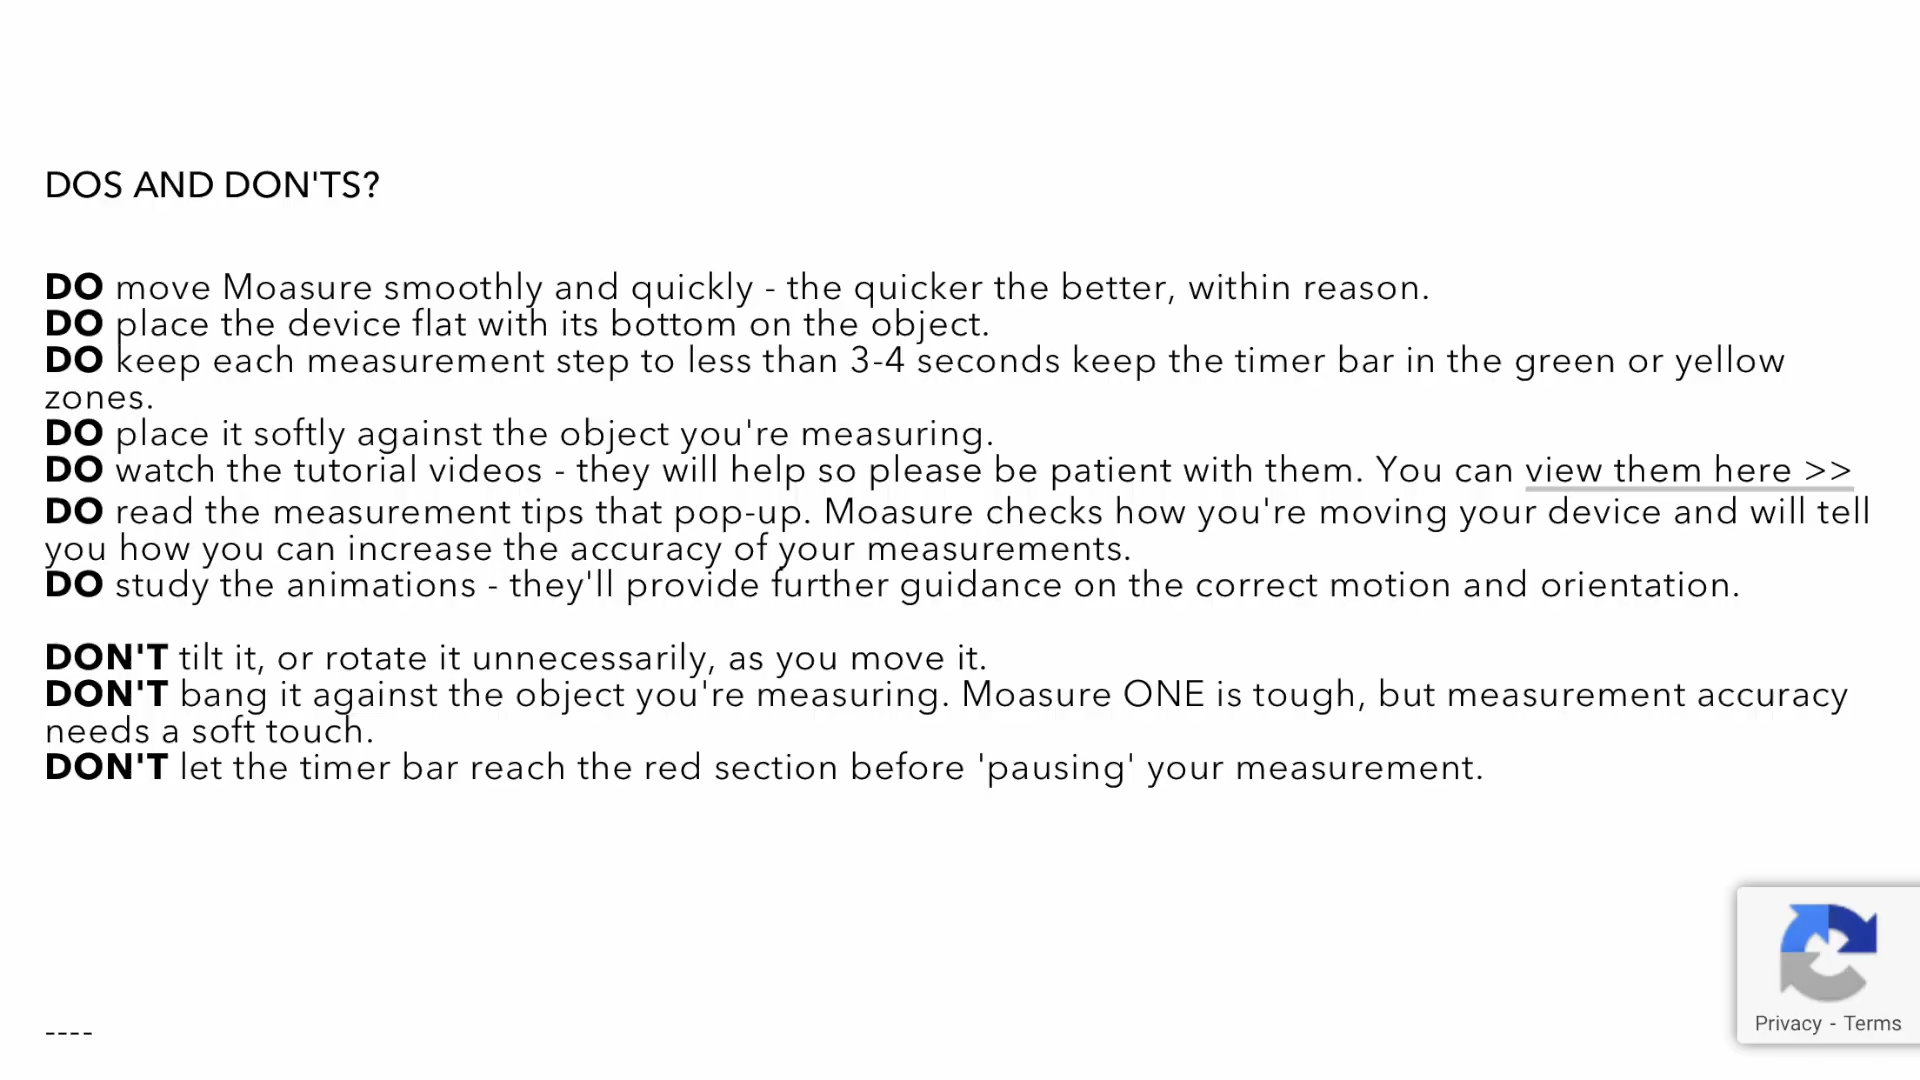 DOS AND DON'TS?
DO move Moasure smoothly and quickly - the quicker the better, within reason.
DO place the device flat with its bottom on the object.
DO keep each measurement step to less than 3-4 seconds keep the timer bar in the green or yellow
zones.
DO place it softly against the object you're measuring.
DO watch the tutorial videos - they will help so please be patient with them. You can view them here >>
DO read the measurement tips that pop-up. Moasure checks how you're moving your device and will tell
you how you can increase the accuracy of your measurements.
DO study the animations - they'll provide further guidance on the correct motion and orientation.
DON'T tilt it, or rotate it unnecessarily, as you move it.
DON'T bang it against the object you're measuring. Moasure ONE is tough, but measurement accuracy
needs a soft touch.
DON'T let the timer bar reach the red section before 'pausing' your measurement.
----
Privacy - Terms